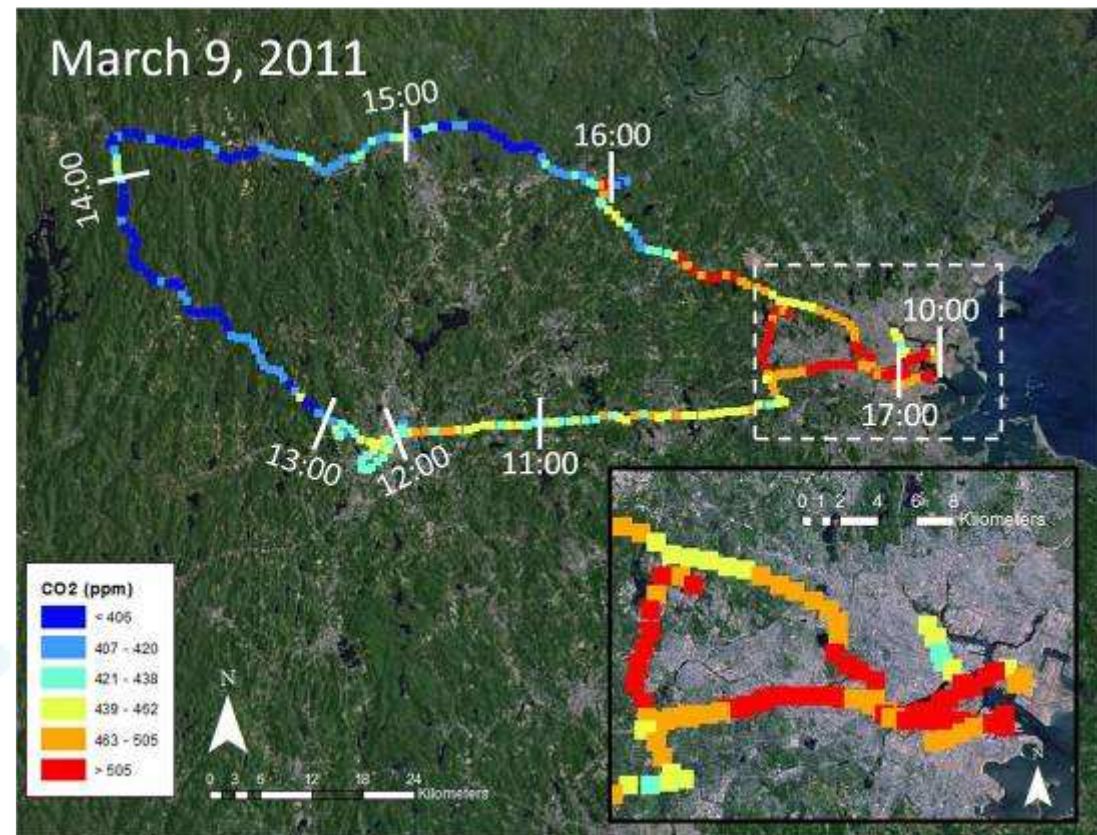 March 9, 2011
15:00
16:00
14:00
10:00
17:00
13:00
12:00
11:00
0 1 2 4 6 8
Kilometers
CO2 (ppm)
< 406
407 - 420
421 - 438
439 - 462
463 - 505
> 505
N
0 3 6 12 18 24
Kilometers
N